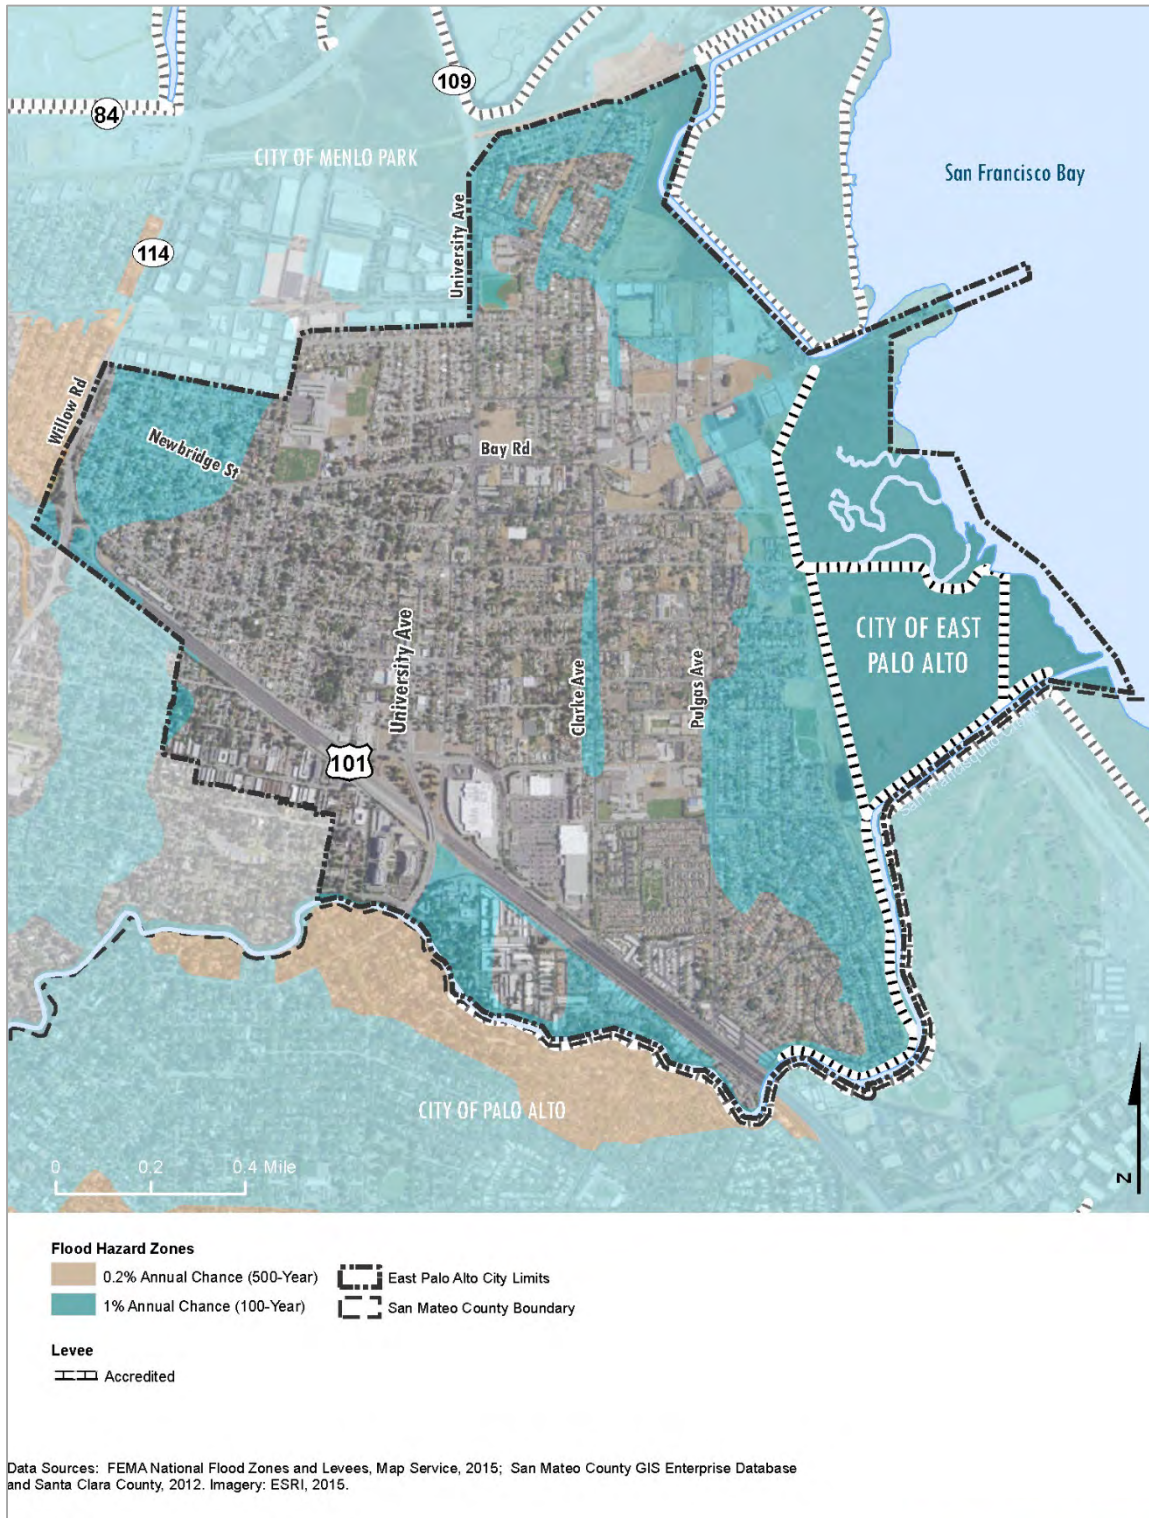 109
84
CITY OF MENLO PARK
San Francisco Bay
University Ave
114
Willow Rd
Newbridge St
Bay Rd
CITY OF EAST
PALO ALTO
University Ave
Clarke Ave
Pulgas Ave
101
CITY OF PALO ALTO
0 0.2 0.4 Mile
N
Flood Hazard Zones
0.2% Annual Chance (500-Year)
East Palo Alto City Limits
1% Annual Chance (100-Year)
San Mateo County Boundary
Levee
Accredited
Data Sources: FEMA National Flood Zones and Levees, Map Service, 2015; San Mateo County GIS Enterprise Database
and Santa Clara County, 2012. Imagery: ESRI, 2015.